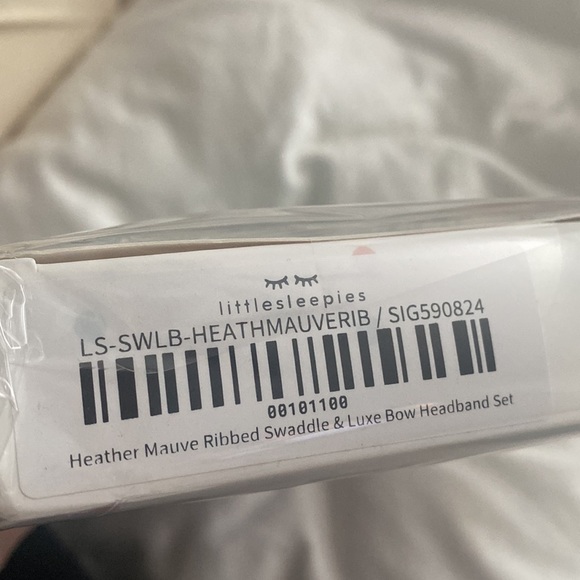 littlesleepies
LS-SWLB-HEATHMAUVERIB / SIG590824
00101100
Heather Mauve Ribbed Swaddle & Luxe Bow Headband Set